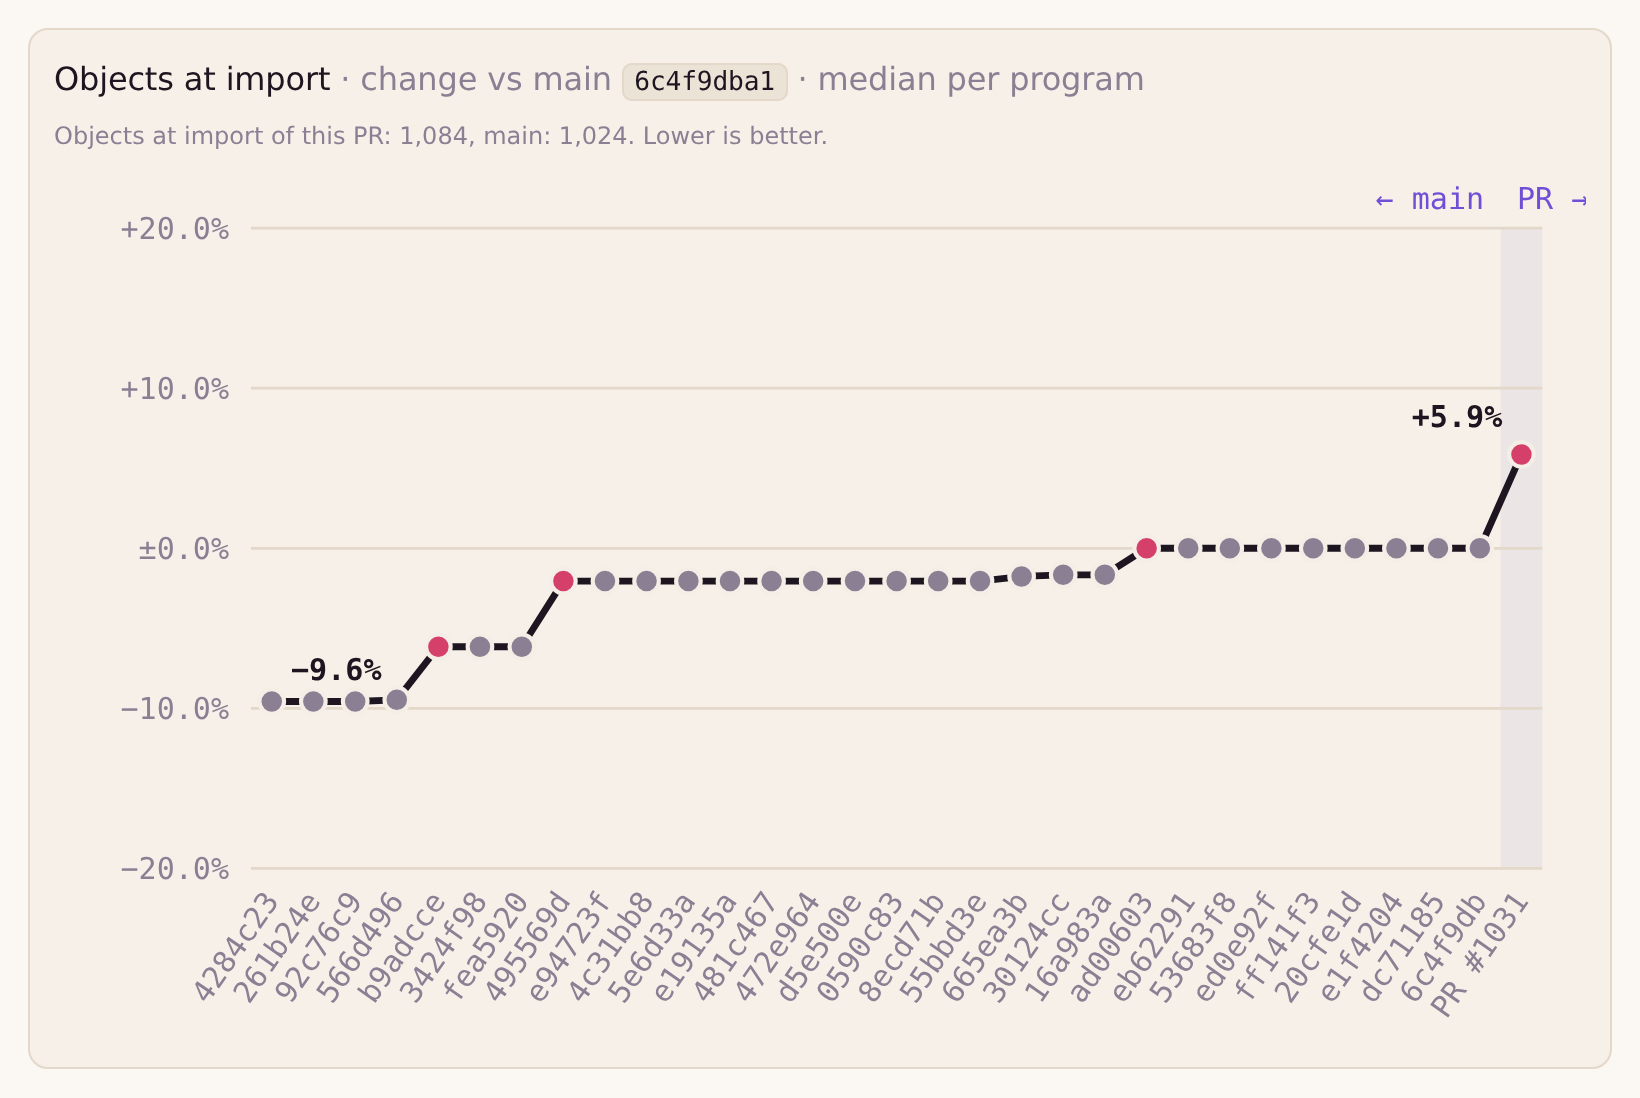 Objects at import · change vs main 6c4f9dba1 · median per program
Objects at import of this PR: 1,084, main: 1,024. Lower is better.
← main PR →
+20.0%
+10.0%
+5.9%
±0.0%
−9.6%
−10.0%
−20.0%
4284c23
261b24e
92c76c9
566d496
b9adcce
3424f98
fea5920
495569d
e94723f
4c31bb8
5e6d33a
e19135a
481c467
472e964
d5e500e
0590c83
8ecd71b
55bbd3e
665ea3b
30124cc
16a983a
ad00603
eb62291
53683f8
ed0e92f
ff141f3
20cfe1d
e1f4204
dc71185
6c4f9db
PR #1031